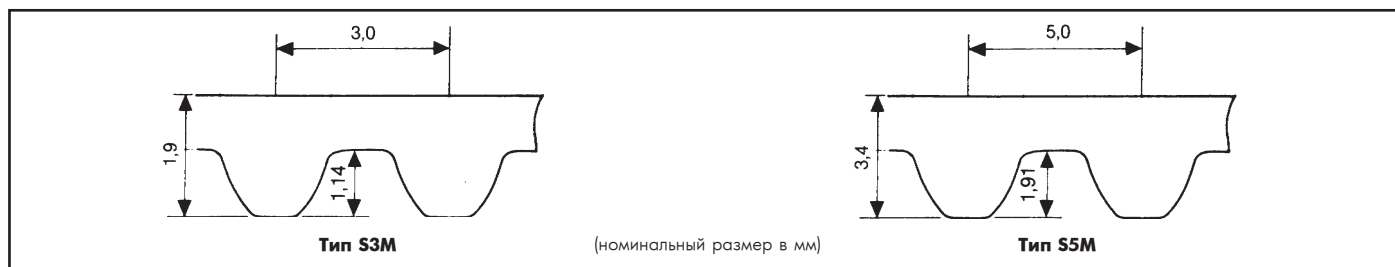 3,0
1,9
1,14
Тип S3M
(номинальный размер в мм)
5,0
3,4
1,91
Тип S5M